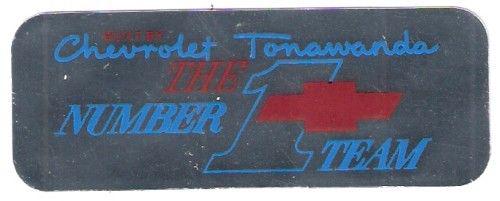 BUILT BY
Chevrolet Tonawanda
THE
NUMBER 1
TEAM